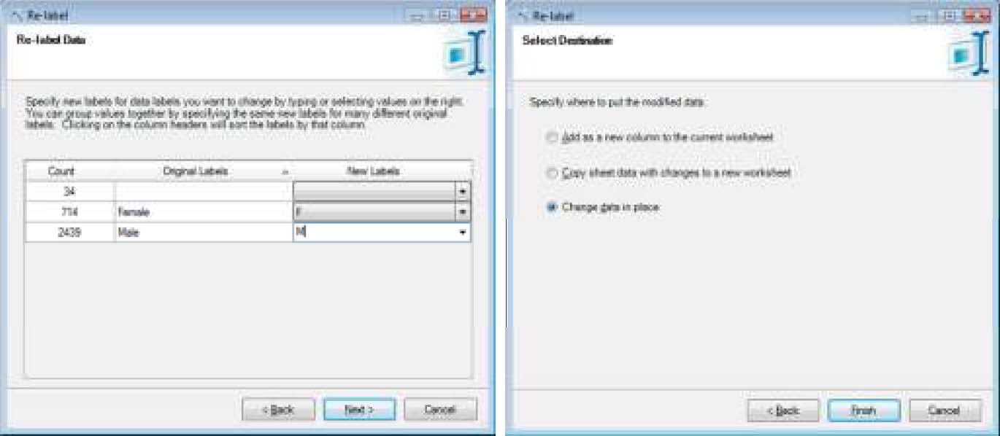 Re-label
Re-label Data
Specify new labels for data labels you want to change by typing or selecting values on the right.
You can group values together by specifying the same new labels for many different original
labels. Clicking on the column headers will sort the labels by that column.
Count Original Labels New Labels
34
714 Female F
2439 Male M
< Back Next > Cancel
Re-label
Select Destination
Specify where to put the modified data:
Add as a new column to the current worksheet
Copy sheet data with changes to a new worksheet
Change data in place
< Back Finish Cancel